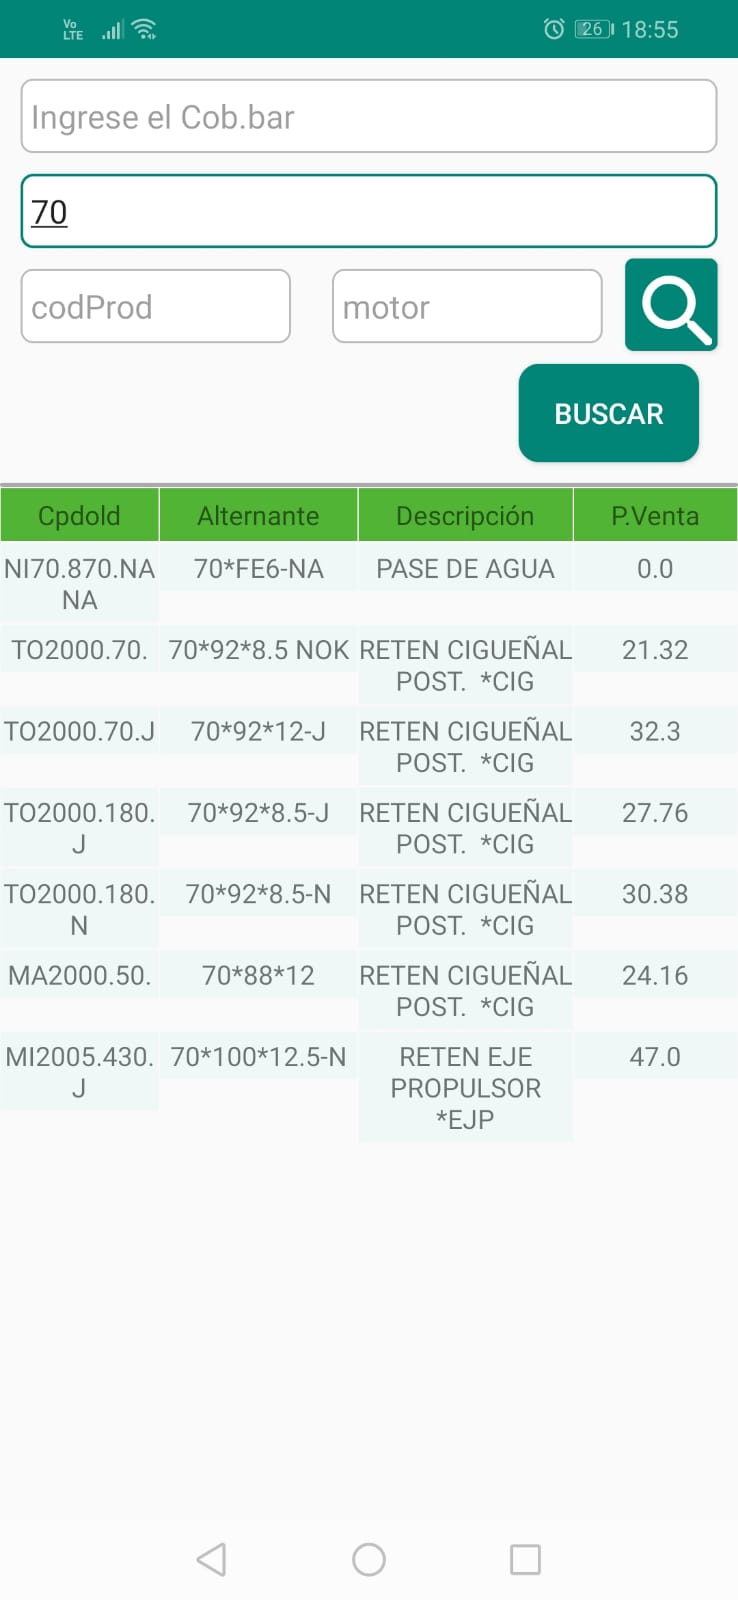 Vo
LTE
26
18:55
Ingrese el Cob.bar
70
codProd
motor
BUSCAR
Cpdold Alternante Descripción P.Venta
NI70.870.NA 70*FE6-NA PASE DE AGUA 0.0
NA
TO2000.70. 70*92*8.5 NOK RETEN CIGUEÑAL 21.32
POST. *CIG
TO2000.70.J 70*92*12-J RETEN CIGUEÑAL 32.3
POST. *CIG
TO2000.180. 70*92*8.5-J RETEN CIGUEÑAL 27.76
J POST. *CIG
TO2000.180. 70*92*8.5-N RETEN CIGUEÑAL 30.38
N POST. *CIG
MA2000.50. 70*88*12 RETEN CIGUEÑAL 24.16
POST. *CIG
MI2005.430. 70*100*12.5-N RETEN EJE 47.0
J PROPULSOR
*EJP